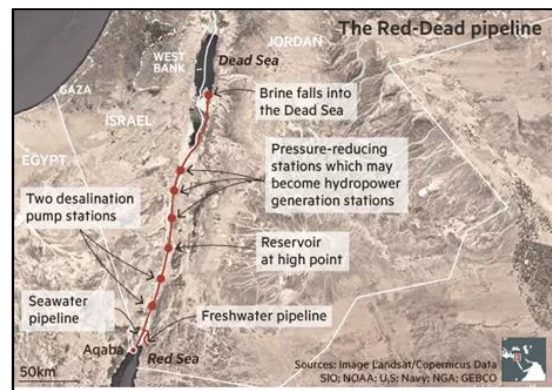 The Red-Dead pipeline
JORDAN
Dead Sea
WEST
BANK
GAZA
ISRAEL
EGYPT
Brine falls into
the Dead Sea
Pressure-reducing
stations which may
become hydropower
generation stations
Two desalination
pump stations
Reservoir
at high point
Seawater
pipeline
Freshwater pipeline
Aqaba
Red Sea
50km
Sources: Image Landsat/Copernicus Data
SIO; NOAA; U.S: Navy; NGA; GEBCO